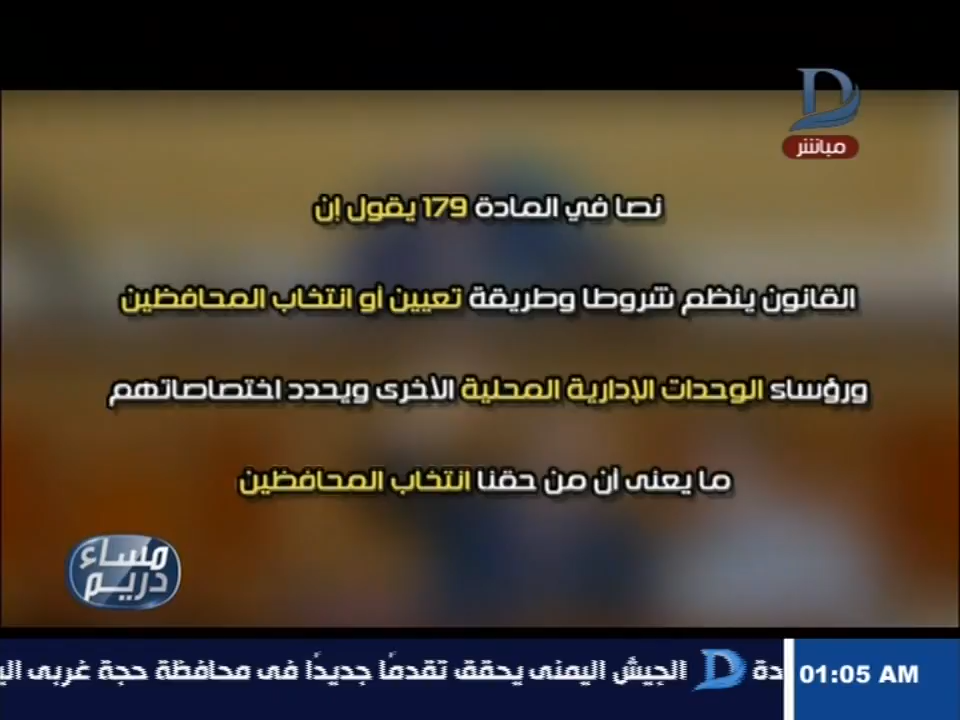 مباشر
نصا في المادة 179 يقول إن
القانون ينظم شروطا وطريقة تعيين أو انتخاب المحافظين
ورؤساء الوحدات الإدارية المحلية الأخرى ويحدد اختصاصاتهم
ما يعنى أن من حقنا انتخاب المحافظين
مساء
دريم
دة الجيش اليمنى يحقق تقدمًا جديدًا فى محافظة حجة غربى
01:05 AM